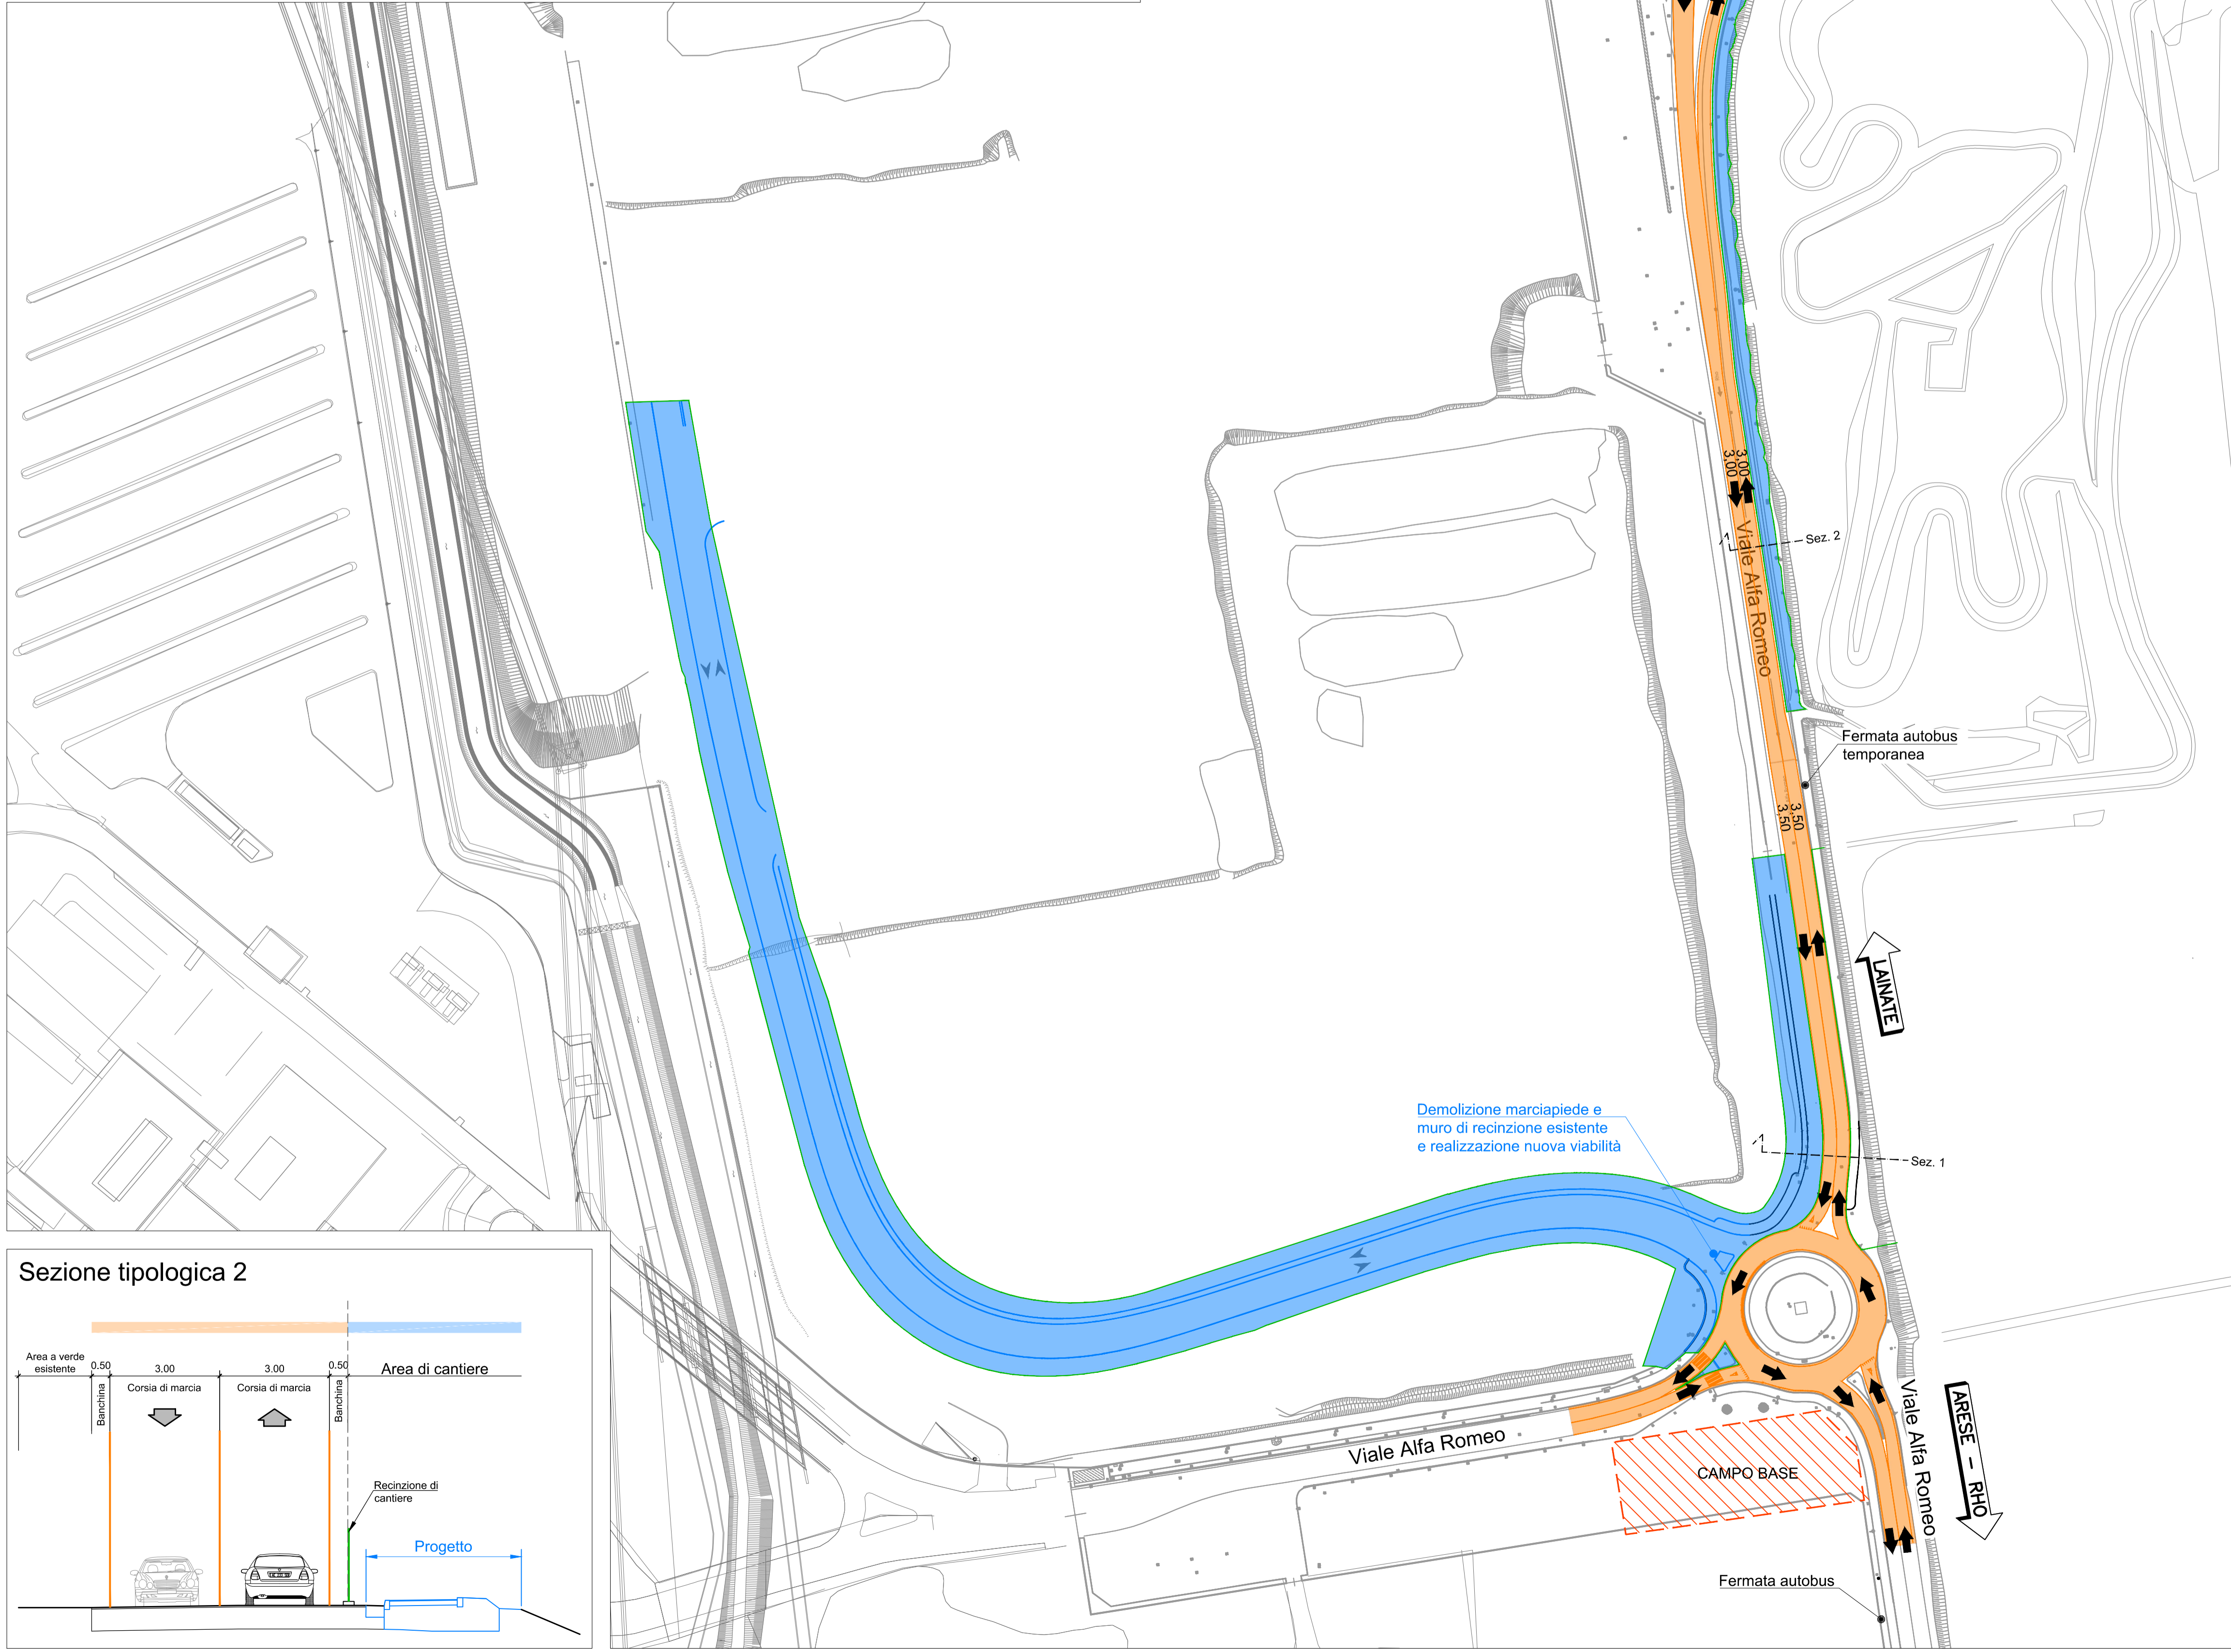 3,00
3,00
Viale Alfa Romeo
Sez. 2
Fermata autobus
temporanea
3,50
3,50
LAINATE
Demolizione marciapiede e
muro di recinzione esistente
e realizzazione nuova viabilità
Sez. 1
Viale Alfa Romeo
CAMPO BASE
Viale Alfa Romeo
ARESE – RHO
Fermata autobus
Sezione tipologica 2
Area a verde
esistente
0.50
3.00
3.00
0.50
Area di cantiere
Banchina
Corsia di marcia
Corsia di marcia
Banchina
Recinzione di
cantiere
Progetto